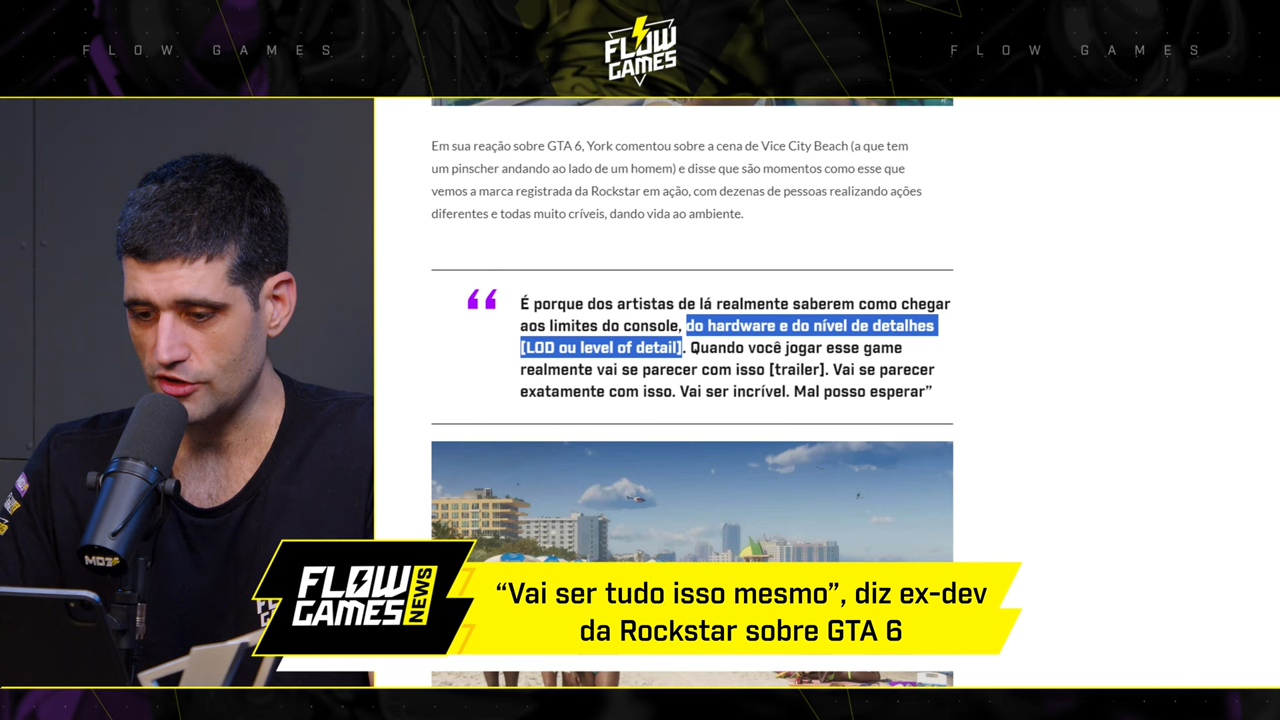 FLOW GAMES
FLOW
GAMES
FLOW GAMES
Em sua reação sobre GTA 6, York comentou sobre a cena de Vice City Beach (a que tem
um pinscher andando ao lado de um homem) e disse que são momentos como esse que
vemos a marca registrada da Rockstar em ação, com dezenas de pessoas realizando ações
diferentes e todas muito críveis, dando vida ao ambiente.
“
É porque dos artistas de lá realmente saberem como chegar
aos limites do console, do hardware e do nível de detalhes
[LOD ou level of detail]. Quando você jogar esse game
realmente vai se parecer com isso [trailer]. Vai se parecer
exatamente com isso. Vai ser incrível. Mal posso esperar”
FLOW
GAMES
NEWS
“Vai ser tudo isso mesmo”, diz ex-dev
da Rockstar sobre GTA 6